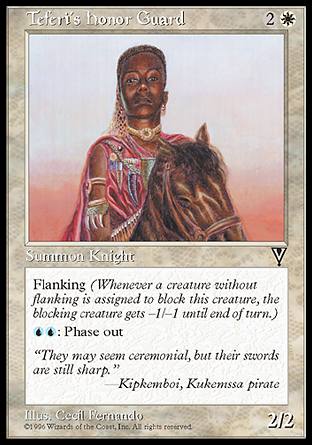 Teferi's Honor Guard 2
Summon Knight
Flanking (Whenever a creature without
flanking is assigned to block this creature, the
blocking creature gets –1/–1 until end of turn.)
: Phase out
"They may seem ceremonial, but their swords
are still sharp."
—Kipkemboi, Kukemssa pirate
Illus. Cecil Fernando
©1996 Wizards of the Coast, Inc. All rights reserved. 2/2